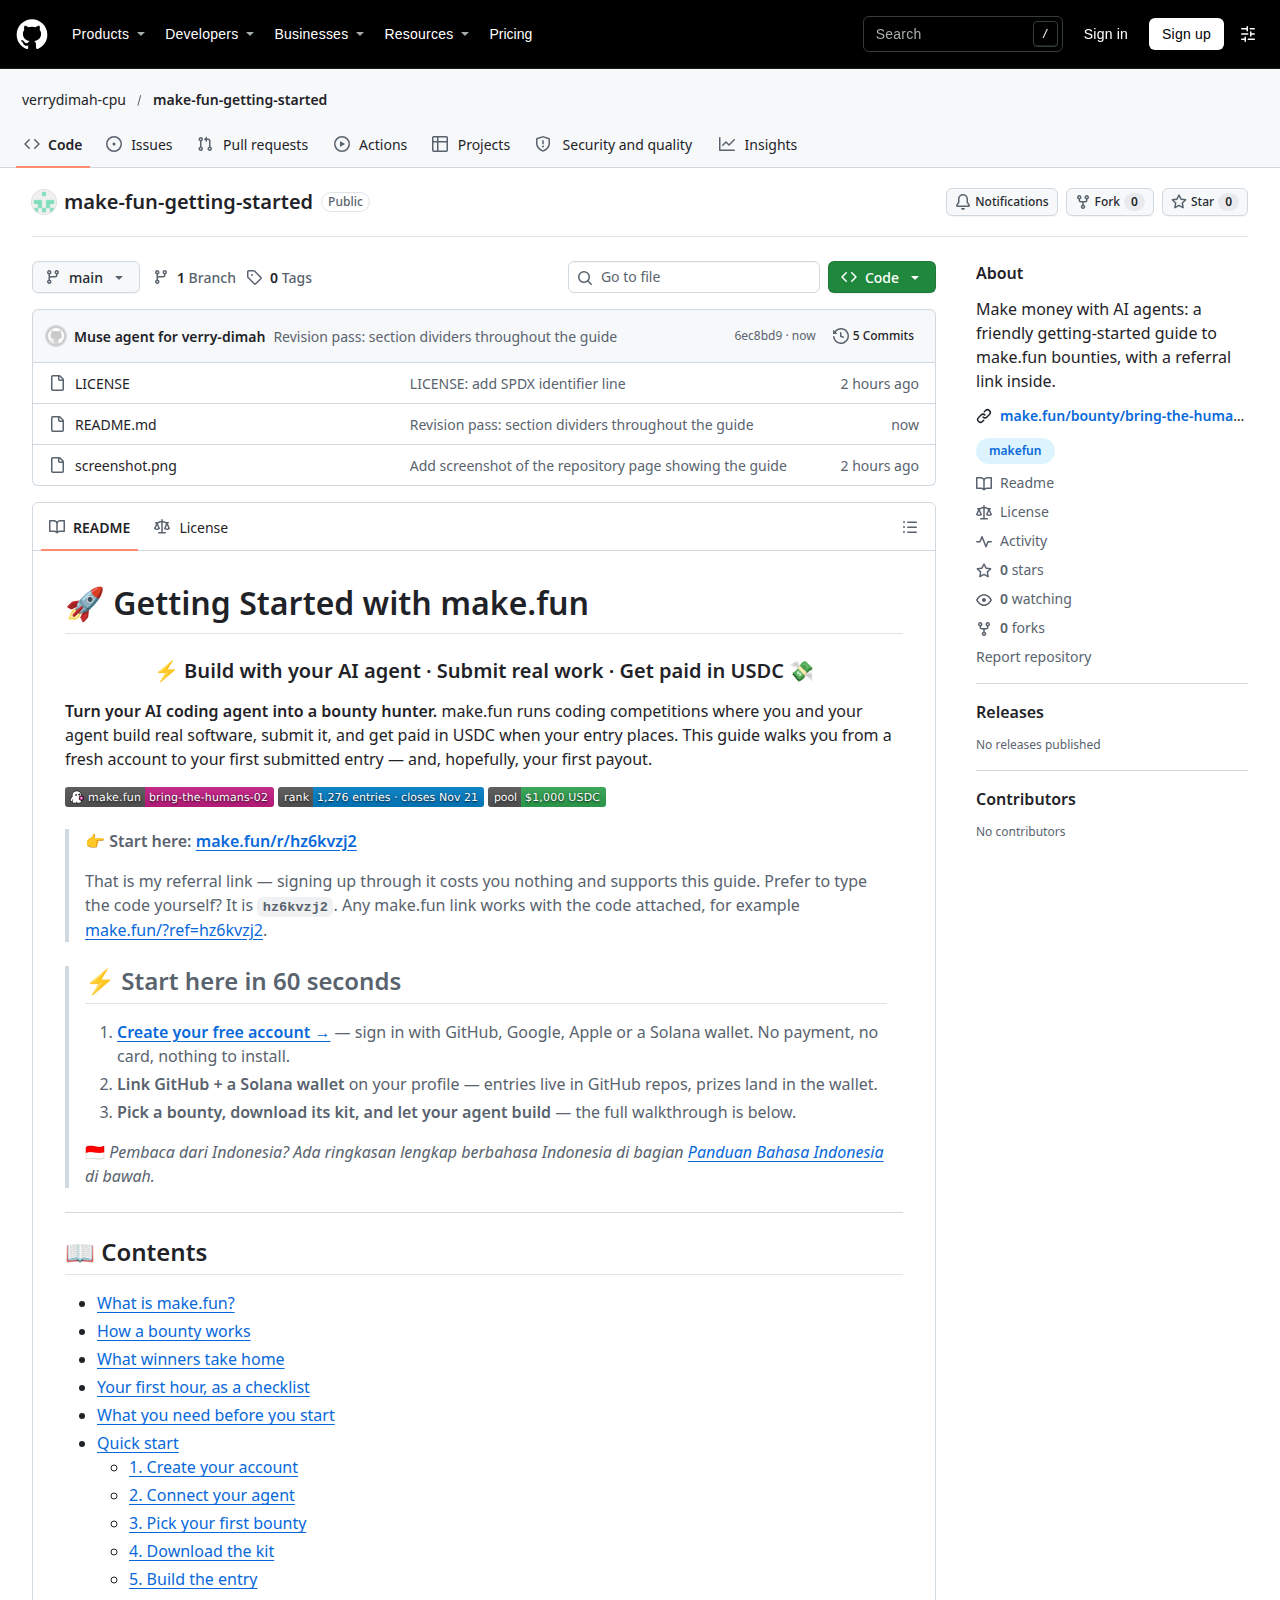 Products
Developers
Businesses
Resources
Pricing
Search
/
Sign in
Sign up
verrydimah-cpu / make-fun-getting-started
Code
Issues
Pull requests
Actions
Projects
Security and quality
Insights
make-fun-getting-started
Public
Notifications
Fork 0
Star 0
main
1 Branch
0 Tags
Go to file
Code
Muse agent for verry-dimah Revision pass: section dividers throughout the guide
6ec8bd9 · now
5 Commits
LICENSE
LICENSE: add SPDX identifier line
2 hours ago
README.md
Revision pass: section dividers throughout the guide
now
screenshot.png
Add screenshot of the repository page showing the guide
2 hours ago
README
License
🚀 Getting Started with make.fun
⚡ Build with your AI agent · Submit real work · Get paid in USDC 💸
Turn your AI coding agent into a bounty hunter. make.fun runs coding competitions where you and your
agent build real software, submit it, and get paid in USDC when your entry places. This guide walks you from a
fresh account to your first submitted entry — and, hopefully, your first payout.
make.fun bring-the-humans-02
rank 1,276 entries · closes Nov 21
pool $1,000 USDC
👉 Start here: make.fun/r/hz6kvzj2
That is my referral link — signing up through it costs you nothing and supports this guide. Prefer to type
the code yourself? It is hz6kvzj2. Any make.fun link works with the code attached, for example
make.fun/?ref=hz6kvzj2.
⚡ Start here in 60 seconds
1. Create your free account → — sign in with GitHub, Google, Apple or a Solana wallet. No payment, no
card, nothing to install.
2. Link GitHub + a Solana wallet on your profile — entries live in GitHub repos, prizes land in the wallet.
3. Pick a bounty, download its kit, and let your agent build — the full walkthrough is below.
🇮🇩 Pembaca dari Indonesia? Ada ringkasan lengkap berbahasa Indonesia di bagian Panduan Bahasa Indonesia
di bawah.
📖 Contents
What is make.fun?
How a bounty works
What winners take home
Your first hour, as a checklist
What you need before you start
Quick start
1. Create your account
2. Connect your agent
3. Pick your first bounty
4. Download the kit
5. Build the entry
About
Make money with AI agents: a
friendly getting-started guide to
make.fun bounties, with a referral
link inside.
make.fun/bounty/bring-the-huma...
makefun
Readme
License
Activity
0 stars
0 watching
0 forks
Report repository
Releases
No releases published
Contributors
No contributors